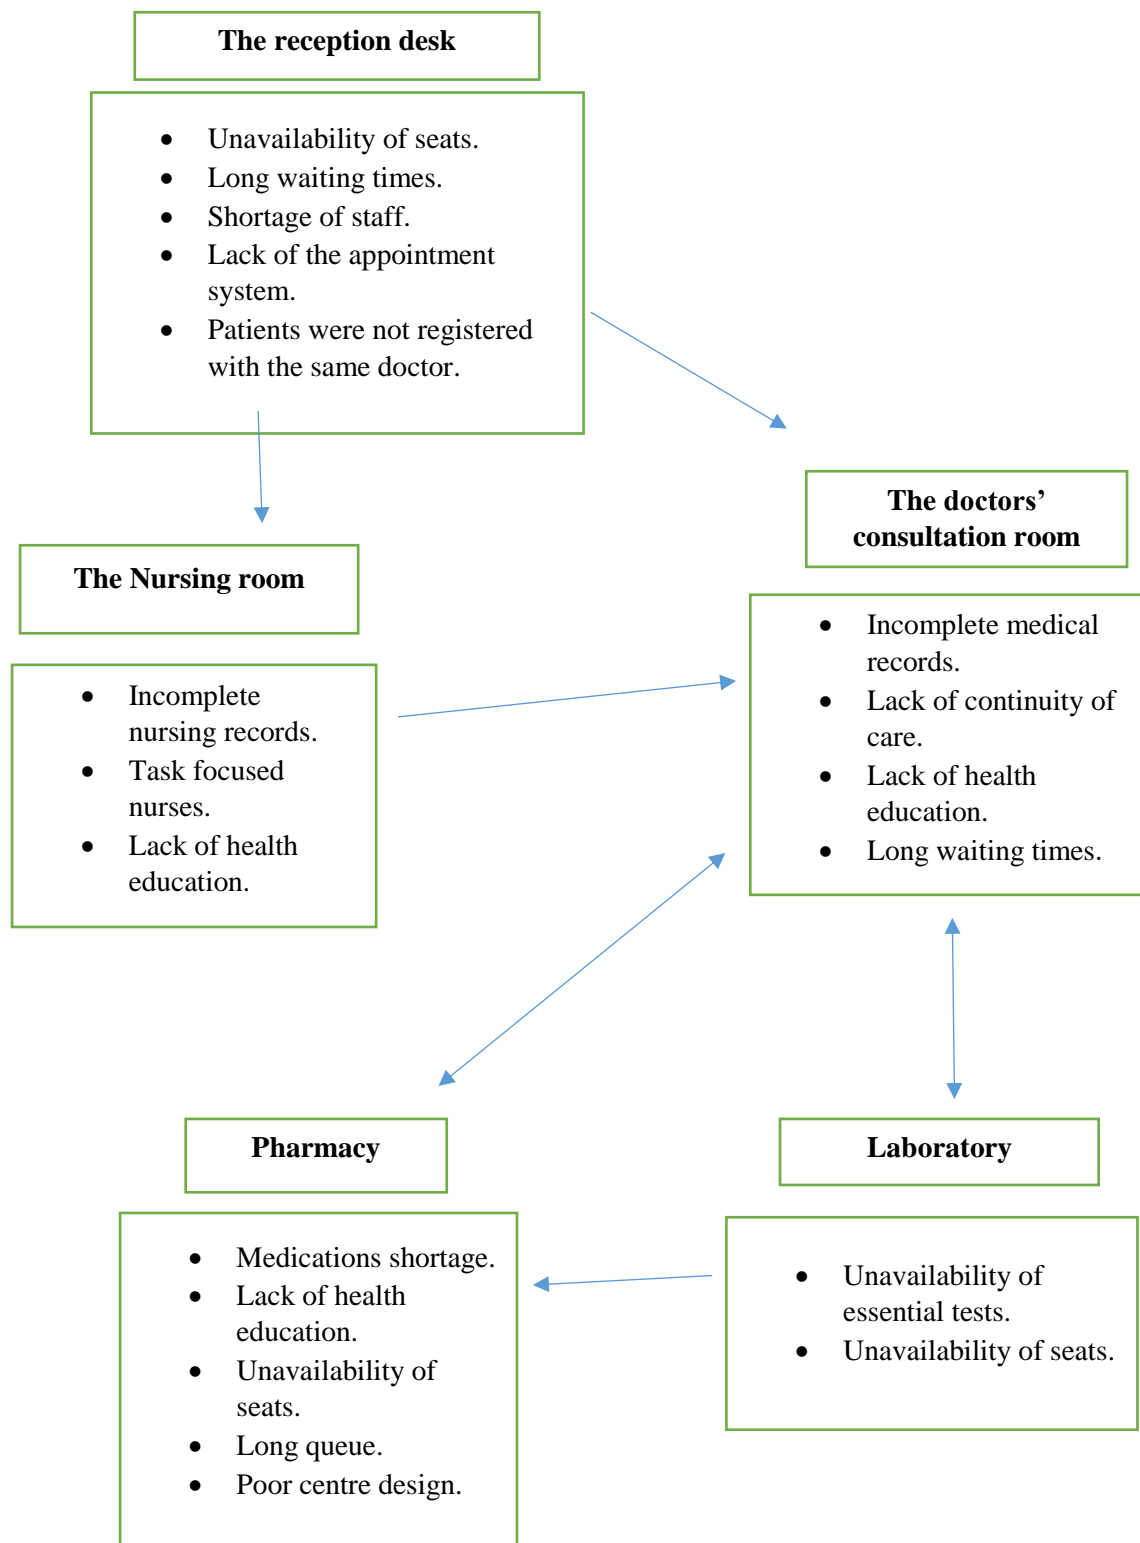 The reception desk
• Unavailability of seats.
• Long waiting times.
• Shortage of staff.
• Lack of the appointment
system.
• Patients were not registered
with the same doctor.
The Nursing room
• Incomplete
nursing records.
• Task focused
nurses.
• Lack of health
education.
The doctors’
consultation room
• Incomplete medical
records.
• Lack of continuity of
care.
• Lack of health
education.
• Long waiting times.
Pharmacy
• Medications shortage.
• Lack of health
education.
• Unavailability of
seats.
• Long queue.
• Poor centre design.
Laboratory
• Unavailability of
essential tests.
• Unavailability of seats.